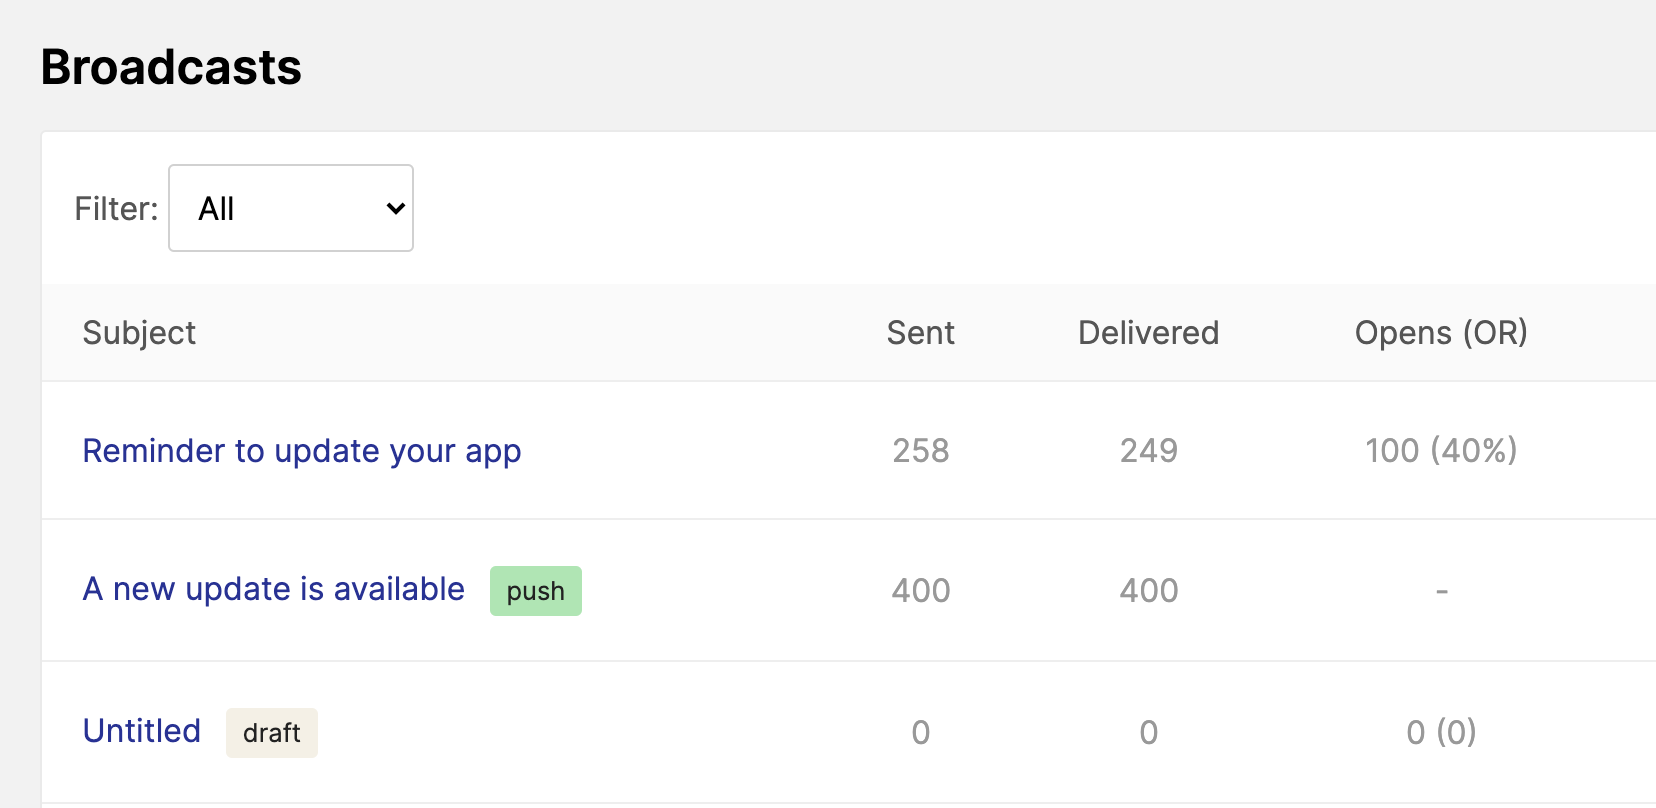 Broadcasts
Filter: All
Subject Sent Delivered Opens (OR)
Reminder to update your app 258 249 100 (40%)
A new update is available push 400 400 -
Untitled draft 0 0 0 (0)